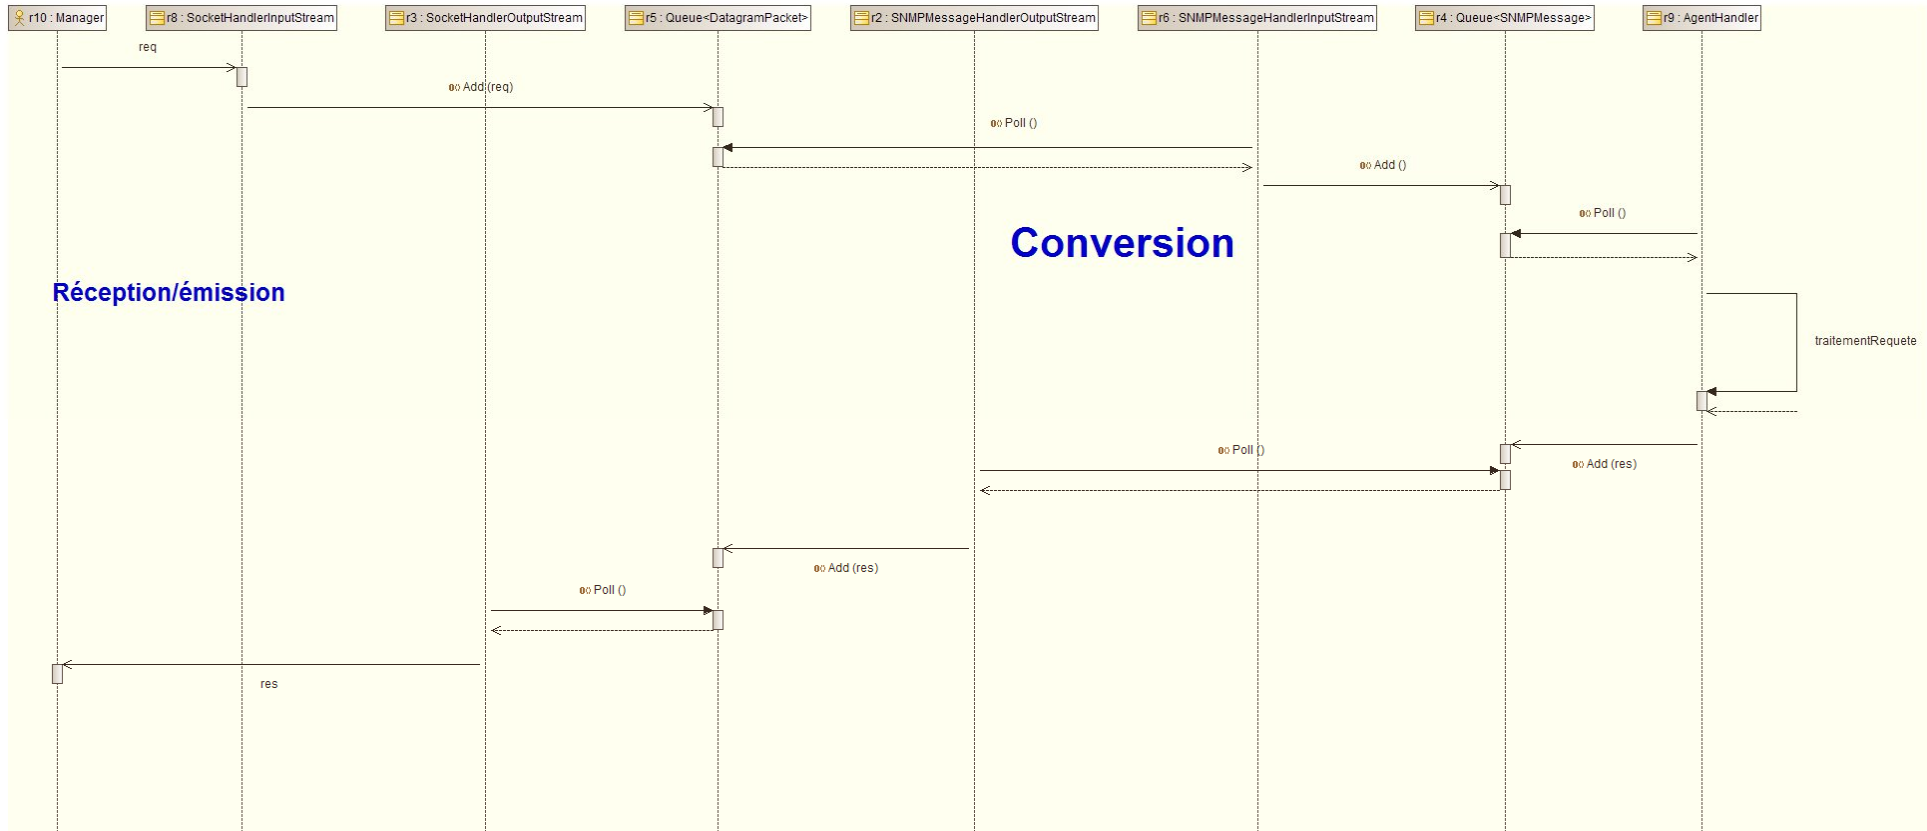 r10 : Manager
r8 : SocketHandlerInputStream
r3 : SocketHandlerOutputStream
r5 : Queue<DatagramPacket>
r2 : SNMPMessageHandlerOutputStream
r6 : SNMPMessageHandlerInputStream
r4 : Queue<SNMPMessage>
r9 : AgentHandler
req
Add (req)
Poll ()
Add ()
Poll ()
Conversion
Réception/émission
traitementRequete
Poll ()
Add (res)
Add (res)
Poll ()
res